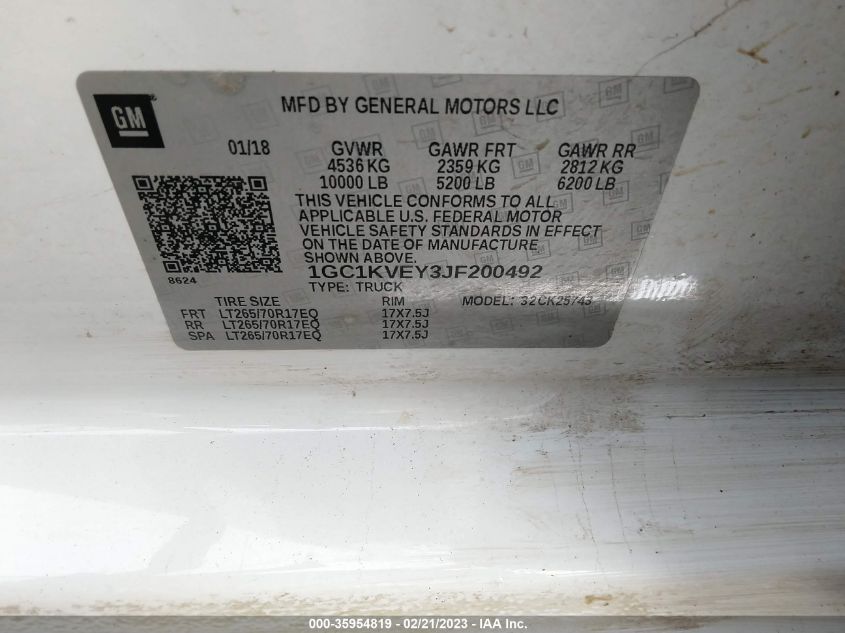 GM
MFD BY GENERAL MOTORS LLC
01/18 GVWR GAWR FRT GAWR RR
4536 KG 2359 KG 2812 KG
10000 LB 5200 LB 6200 LB
THIS VEHICLE CONFORMS TO ALL
APPLICABLE U.S. FEDERAL MOTOR
VEHICLE SAFETY STANDARDS IN EFFECT
ON THE DATE OF MANUFACTURE
SHOWN ABOVE.
8624 1GC1KVEY3JF200492
TYPE: TRUCK
TIRE SIZE RIM MODEL: 32 CK25743
FRT LT265/70R17EQ 17X7.5J
RR LT265/70R17EQ 17X7.5J
SPA LT265/70R17EQ 17X7.5J
000-35954819 - 02/21/2023 - IAA Inc.